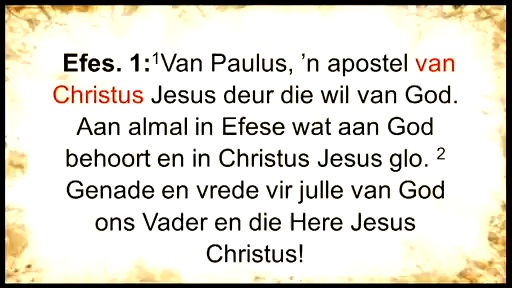 Efes. 1:¹Van Paulus, ’n apostel van
Christus Jesus deur die wil van God.
Aan almal in Efese wat aan God
behoort en in Christus Jesus glo. ²
Genade en vrede vir julle van God
ons Vader en die Here Jesus
Christus!